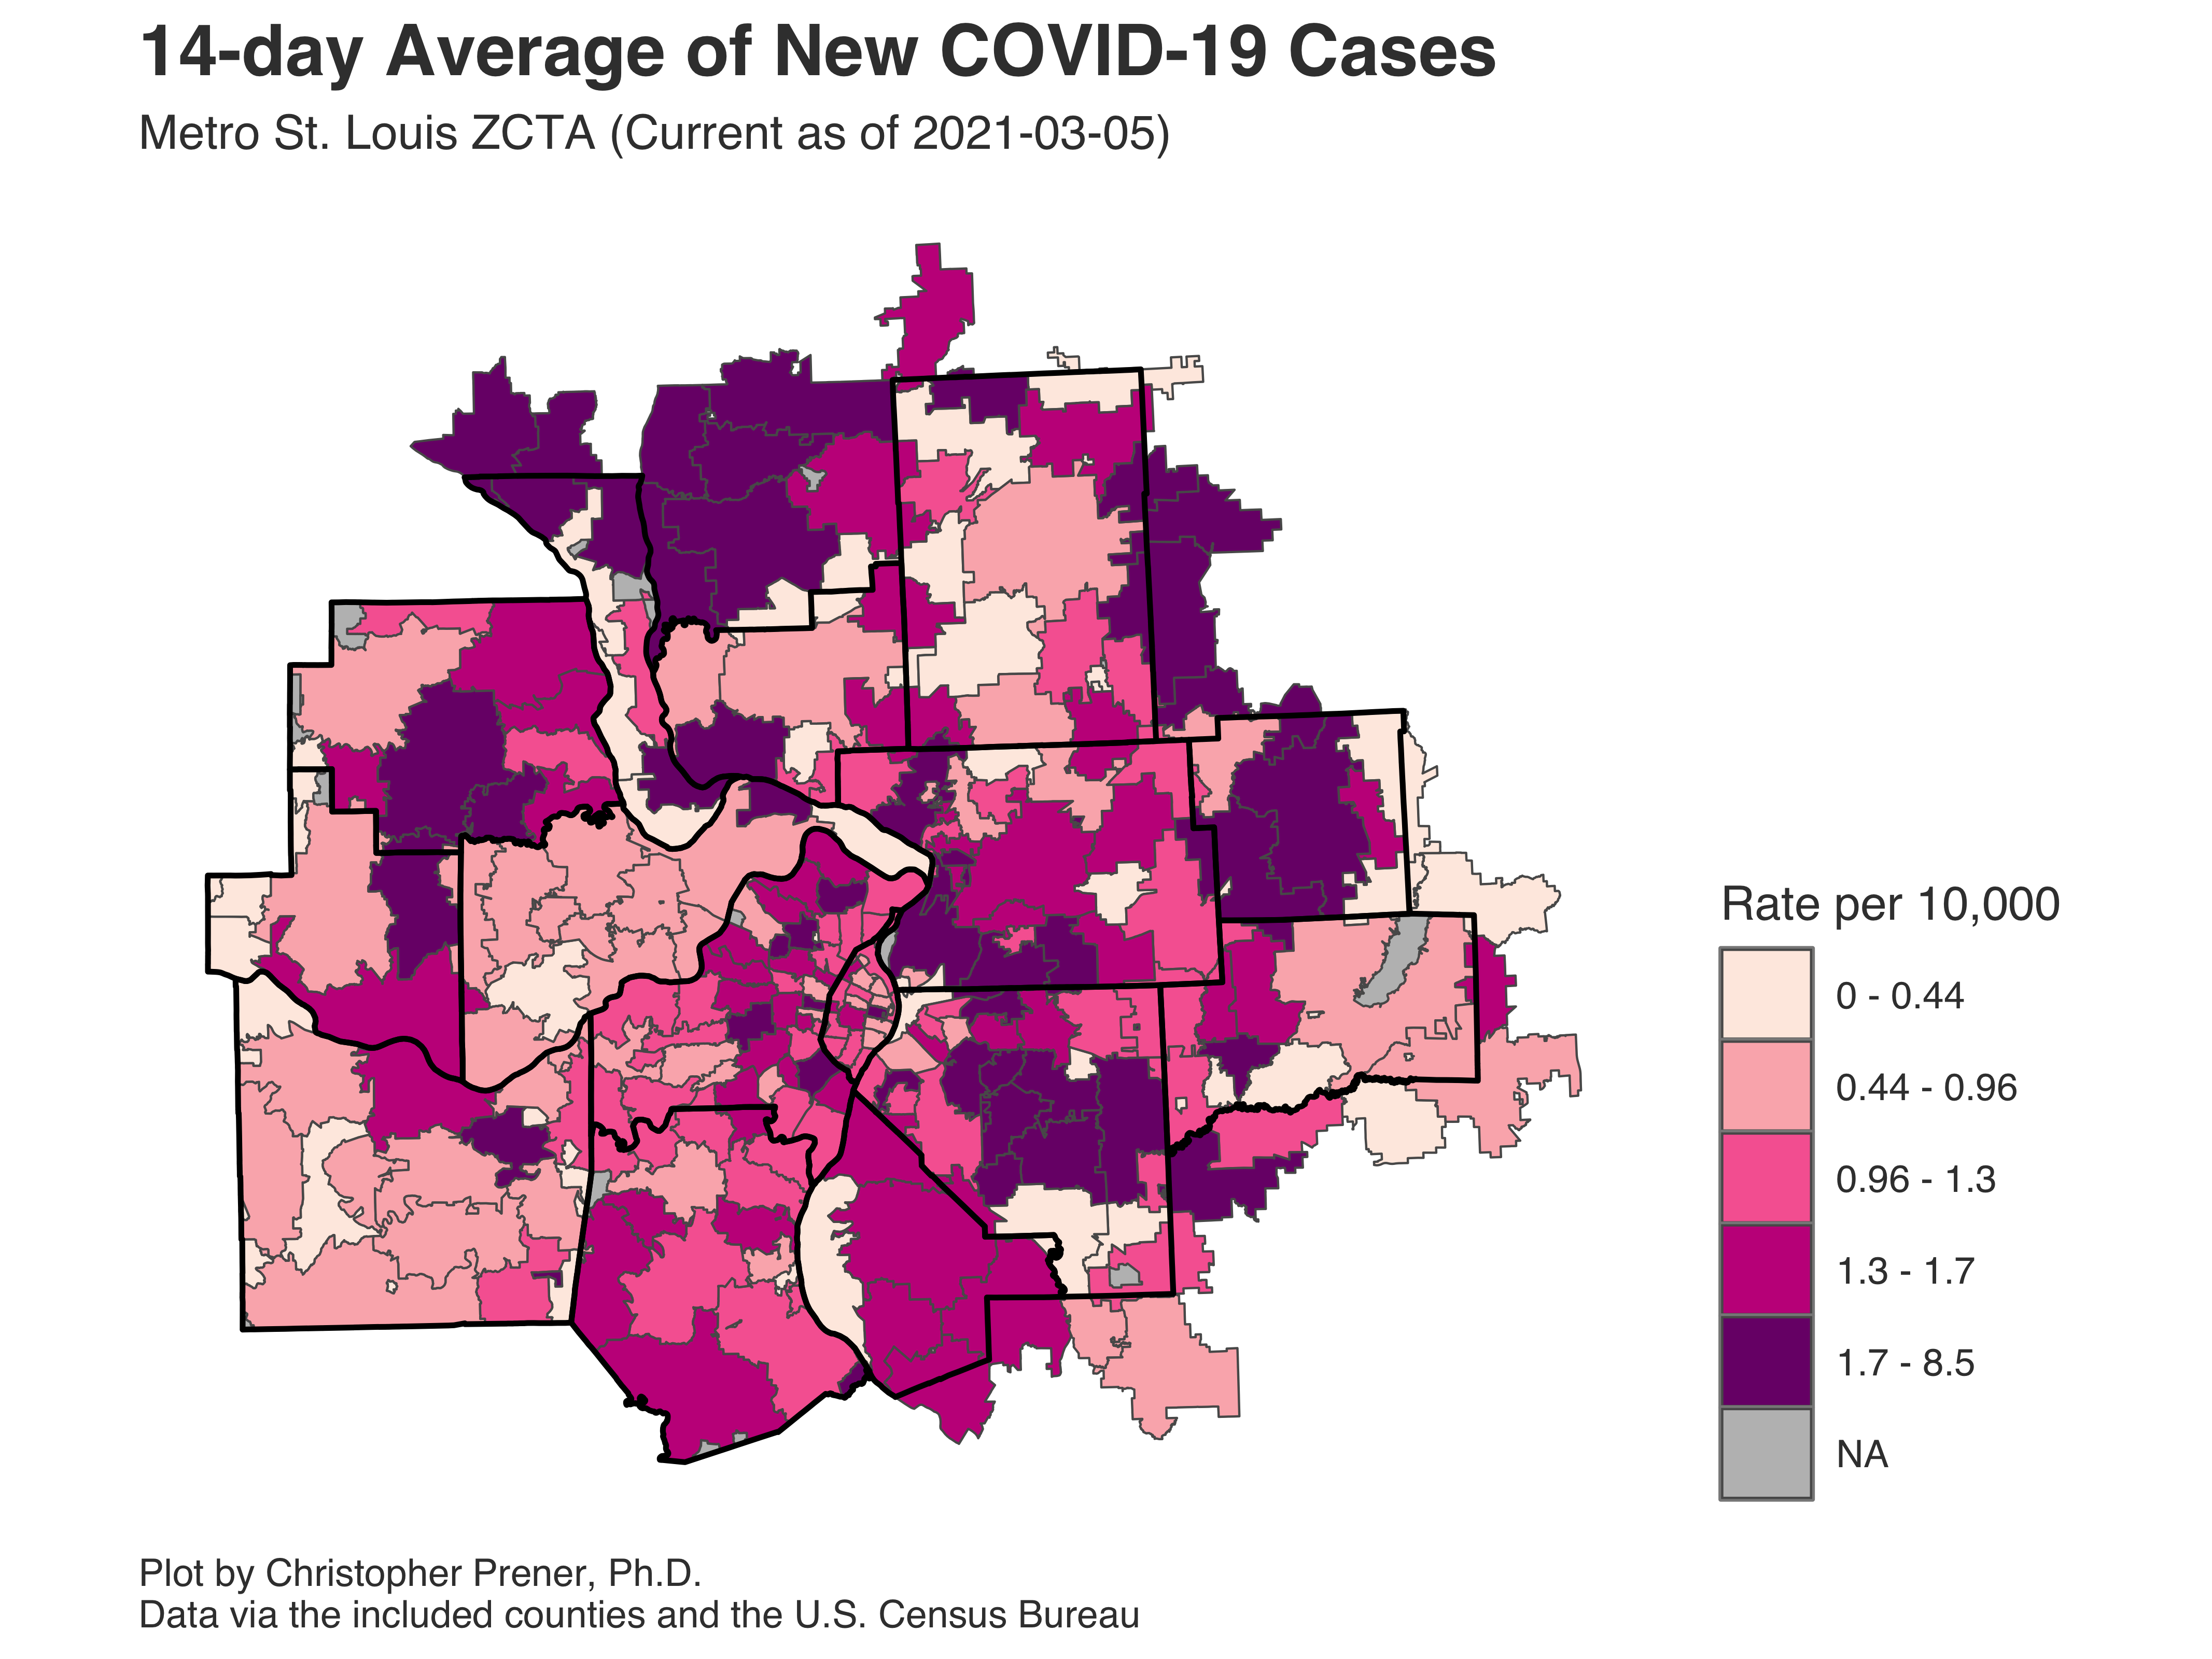 14-day Average of New COVID-19 Cases
Metro St. Louis ZCTA (Current as of 2021-03-05)
Rate per 10,000
0 - 0.44
0.44 - 0.96
0.96 - 1.3
1.3 - 1.7
1.7 - 8.5
NA
Plot by Christopher Prener, Ph.D.
Data via the included counties and the U.S. Census Bureau